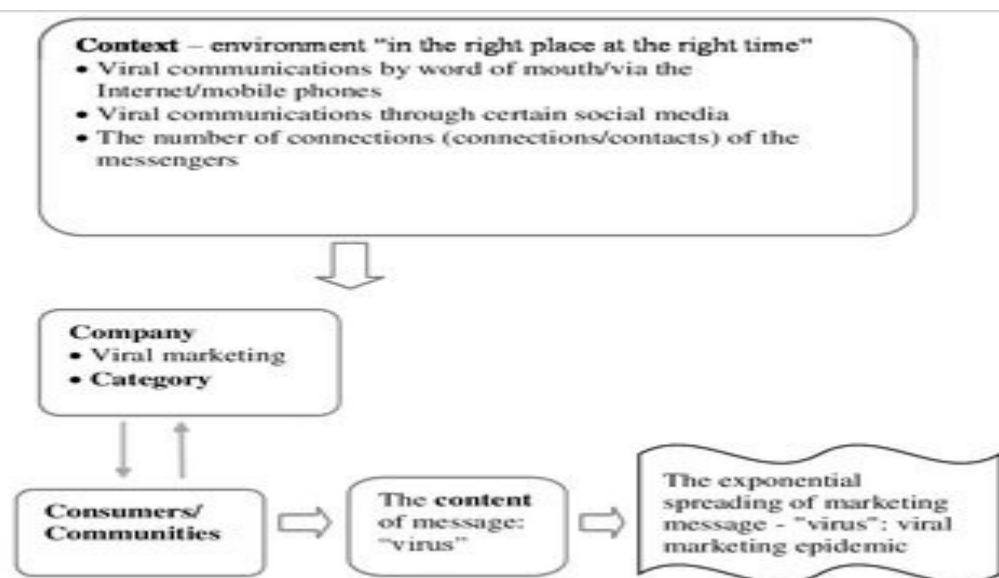 Context – environment "in the right place at the right time"
• Viral communications by word of mouth/via the
Internet/mobile phones
• Viral communications through certain social media
• The number of connections (connections/contacts) of the
messengers
Company
• Viral marketing
• Category
Consumers/
Communities
The content
of message:
"virus"
The exponential
spreading of marketing
message - "virus": viral
marketing epidemic